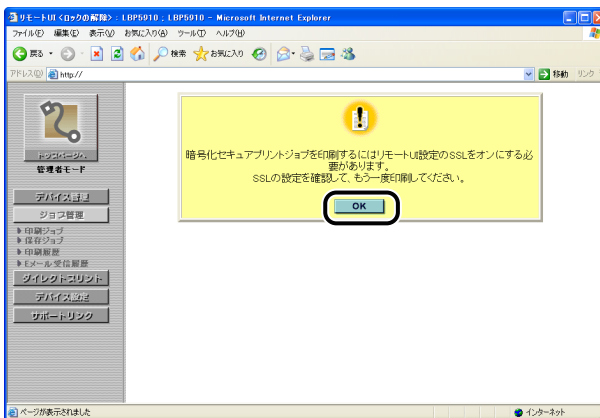 リモートUI <ロックの解除> : LBP5910 ; LBP5910 - Microsoft Internet Explorer
ファイル(F) 編集(E) 表示(V) お気に入り(A) ツール(T) ヘルプ(H)
戻る 検索 お気に入り
アドレス(D) http:// 移動 リンク
トップページへ
管理者モード
デバイス管理
ジョブ管理
印刷ジョブ
保存ジョブ
印刷履歴
Eメール受信履歴
ダイレクトプリント
デバイス設定
サポートリンク
暗号化セキュアプリントジョブを印刷するにはリモートUI設定のSSLをオンにする必
要があります。
SSLの設定を確認して、もう一度印刷してください。
OK
ページが表示されました インターネット